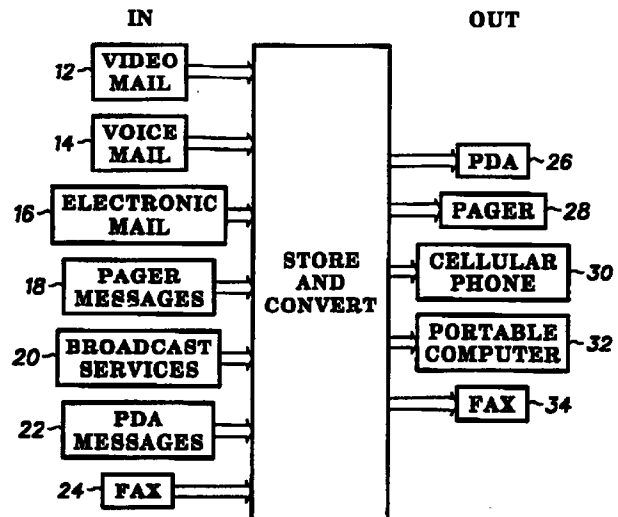 IN
OUT
12
VIDEO
MAIL
14
VOICE
MAIL
16
ELECTRONIC
MAIL
18
PAGER
MESSAGES
20
BROADCAST
SERVICES
22
PDA
MESSAGES
24
FAX
STORE
AND
CONVERT
PDA
26
PAGER
28
CELLULAR
PHONE
30
PORTABLE
COMPUTER
32
FAX
34